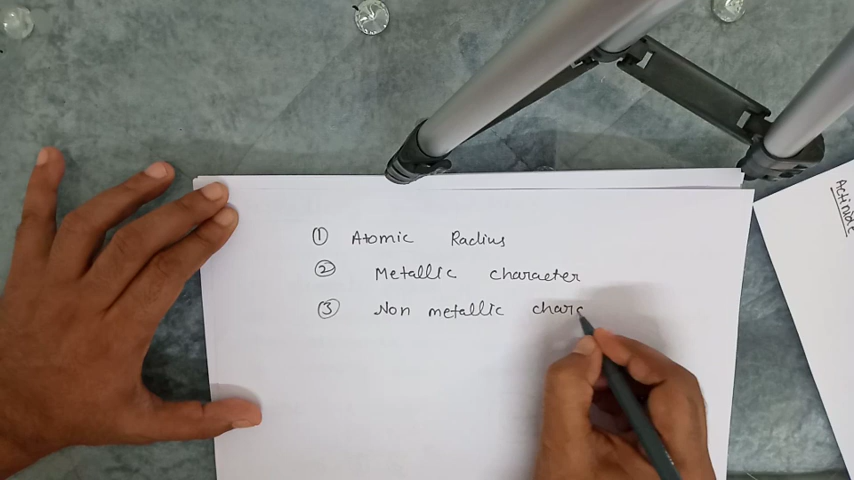 ① Atomic Radius
② Metallic character
③ Non metallic charc